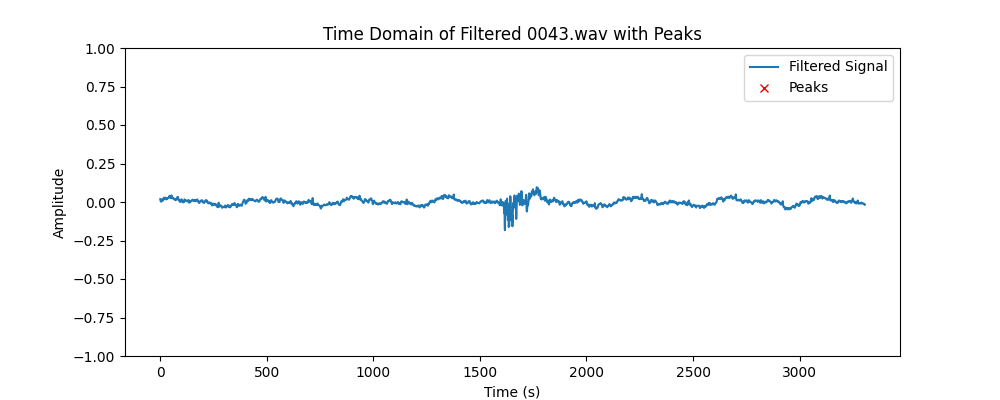 Time Domain of Filtered 0043.wav with Peaks
1.00
0.75
0.50
0.25
0.00
−0.25
−0.50
−0.75
−1.00
Amplitude
Filtered Signal
Peaks
0 500 1000 1500 2000 2500 3000
Time (s)